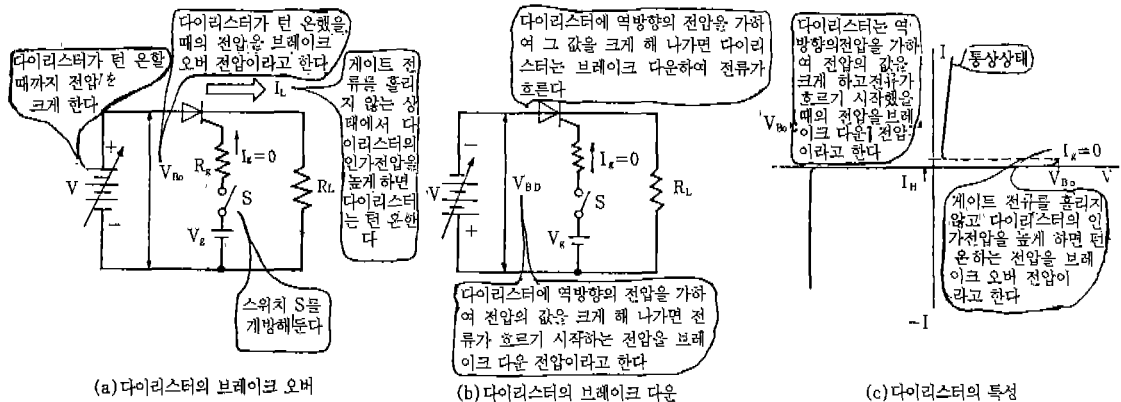 다이리스터가 턴 온할
때까지 전압을
크게 한다
다이리스터가 턴 온했을
때의 전압을 브레이크
오버 전압이라고 한다
I_L
게이트 전
류를 흘리
지 않는 상
태에서 다
이리스터의
인가전압을
높게 하면
다이리스터
는 턴 온한
다
+
V
−
V_Bo
R_g
I_g=0
S
V_g
R_L
스위치 S를
개방해둔다
(a)다이리스터의 브레이크 오버
다이리스터에 역방향의 전압을 가하
여 그 값을 크게 해 나가면 다이리
스터는 브레이크 다운하여 전류가
흐른다
−
V
+
V_BD
I_g=0
S
V_g
R_L
다이리스터에 역방향의 전압을 가하
여 전압의 값을 크게 해 나가면 전
류가 흐르기 시작하는 전압을 브레
이크 다운 전압이라고 한다
(b)다이리스터의 브레이크 다운
다이리스터는 역
방향의전압을 가하
여 전압의 값을
크게 하고전류가
흐르기 시작했을
때의 전압을브레
이크 다운 전압
이라고 한다
I
통상상태
V_Bo
I_g=0
I_H
V_Bo
V
게이트 전류를 흘리지
않고 다이리스터의 인
가전압을 높게 하면 턴
온하는 전압을 브레
이크 오버 전압이
라고 한다
−I
(c)다이리스터의 특성